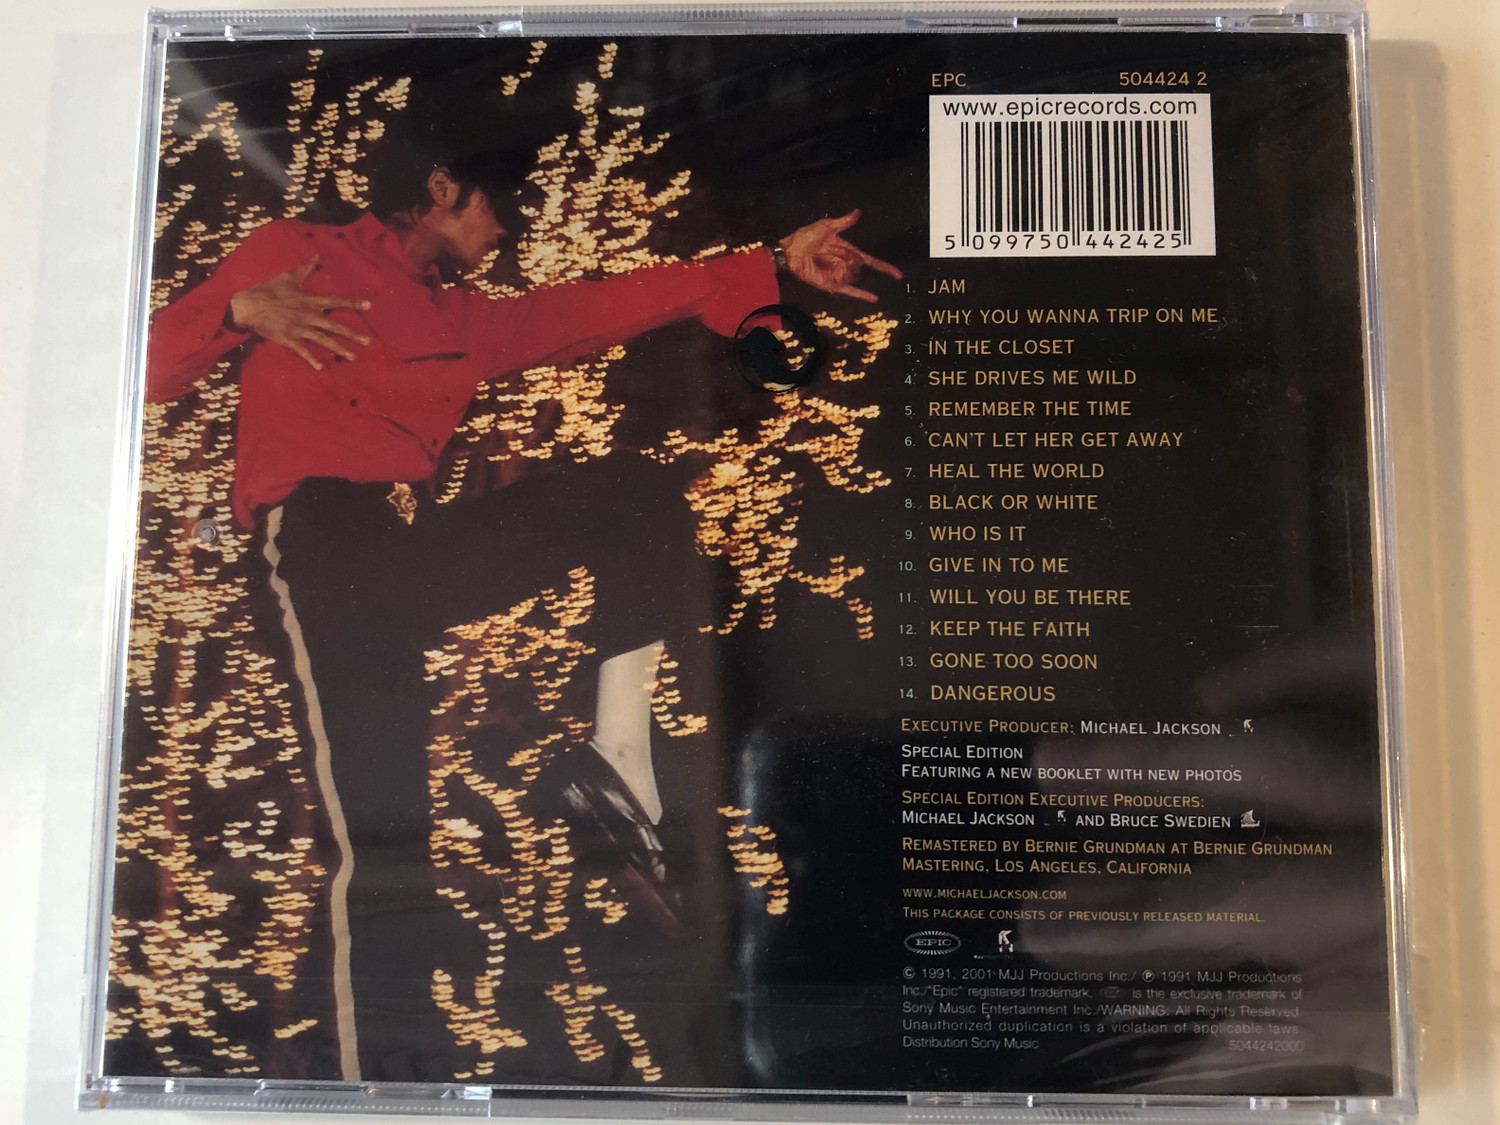 EPC 504424 2
www.epicrecords.com
5 099750 442425
1. JAM
2. WHY YOU WANNA TRIP ON ME
3. IN THE CLOSET
4. SHE DRIVES ME WILD
5. REMEMBER THE TIME
6. CAN'T LET HER GET AWAY
7. HEAL THE WORLD
8. BLACK OR WHITE
9. WHO IS IT
10. GIVE IN TO ME
11. WILL YOU BE THERE
12. KEEP THE FAITH
13. GONE TOO SOON
14. DANGEROUS
EXECUTIVE PRODUCER: MICHAEL JACKSON
SPECIAL EDITION
FEATURING A NEW BOOKLET WITH NEW PHOTOS
SPECIAL EDITION EXECUTIVE PRODUCERS:
MICHAEL JACKSON AND BRUCE SWEDIEN
REMASTERED BY BERNIE GRUNDMAN AT BERNIE GRUNDMAN
MASTERING, LOS ANGELES, CALIFORNIA
WWW.MICHAELJACKSON.COM
THIS PACKAGE CONSISTS OF PREVIOUSLY RELEASED MATERIAL.
EPIC
© 1991, 2001 MJJ Productions Inc./ ℗ 1991 MJJ Productions
Inc./"Epic" registered trademark. is the exclusive trademark of
Sony Music Entertainment Inc./WARNING: All Rights Reserved.
Unauthorized duplication is a violation of applicable laws
Distribution Sony Music 5044242000